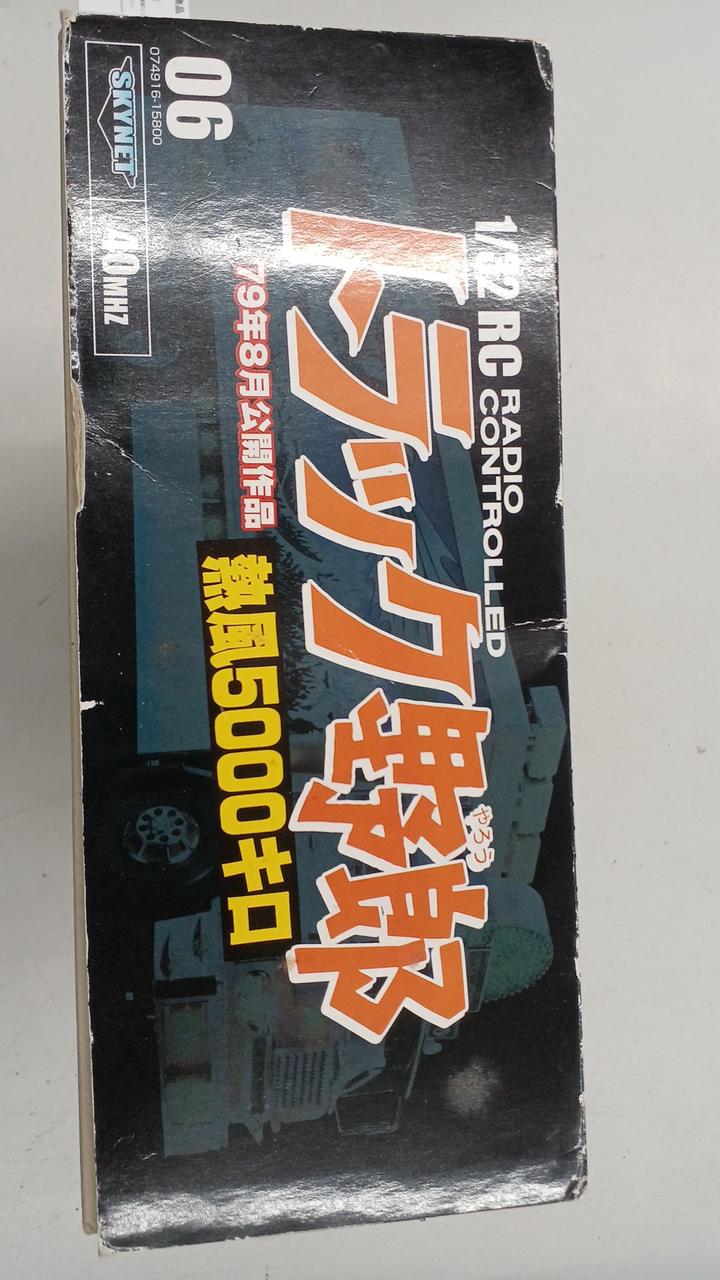 1/32 RC RADIO CONTROLLED
トラック野郎
やろう
79年8月公開作品
熱風5000キロ
06
074916-15800
SKYNET 40MHZ